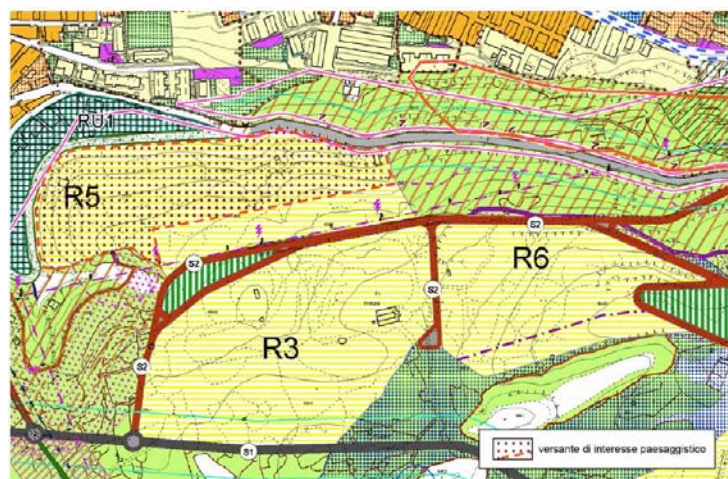 RU1
R5
S2
R6
S2
S2
R3
S2
S1
versante di interesse paesaggistico